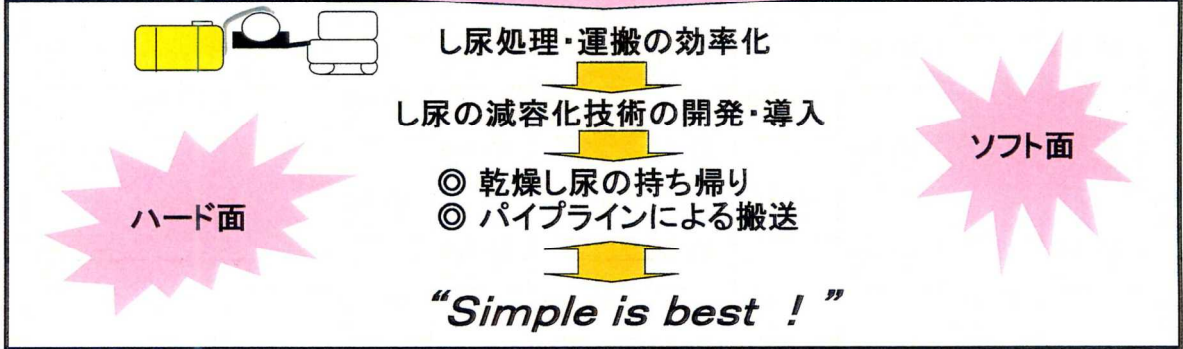 し尿処理・運搬の効率化
し尿の減容化技術の開発・導入
ソフト面
◎ 乾燥し尿の持ち帰り
◎ パイプラインによる搬送
ハード面
“Simple is best ! ”